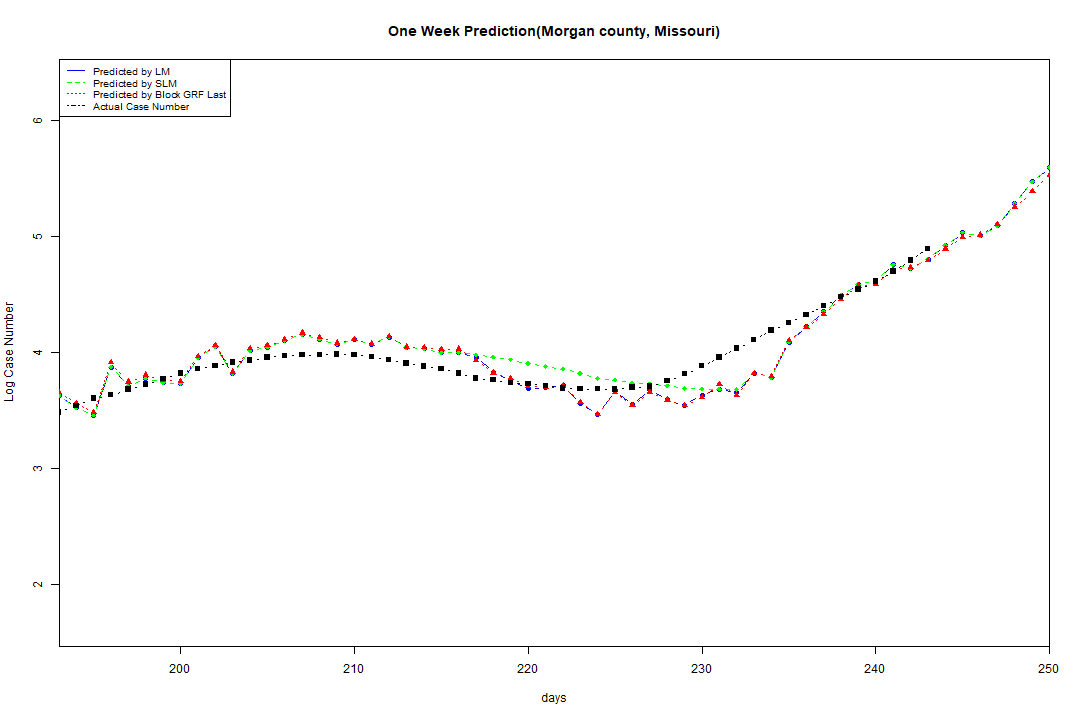 One Week Prediction(Morgan county, Missouri)
Predicted by LM
Predicted by SLM
Predicted by Block GRF Last
Actual Case Number
Log Case Number
6
5
4
3
2
200 210 220 230 240 250
days